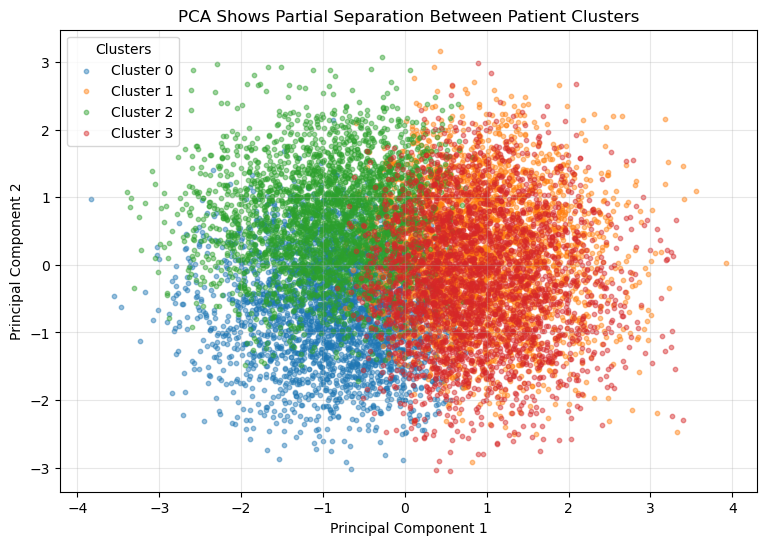 PCA Shows Partial Separation Between Patient Clusters
Clusters
Cluster 0
Cluster 1
Cluster 2
Cluster 3
Principal Component 2
3
2
1
0
−1
−2
−3
−4 −3 −2 −1 0 1 2 3 4
Principal Component 1